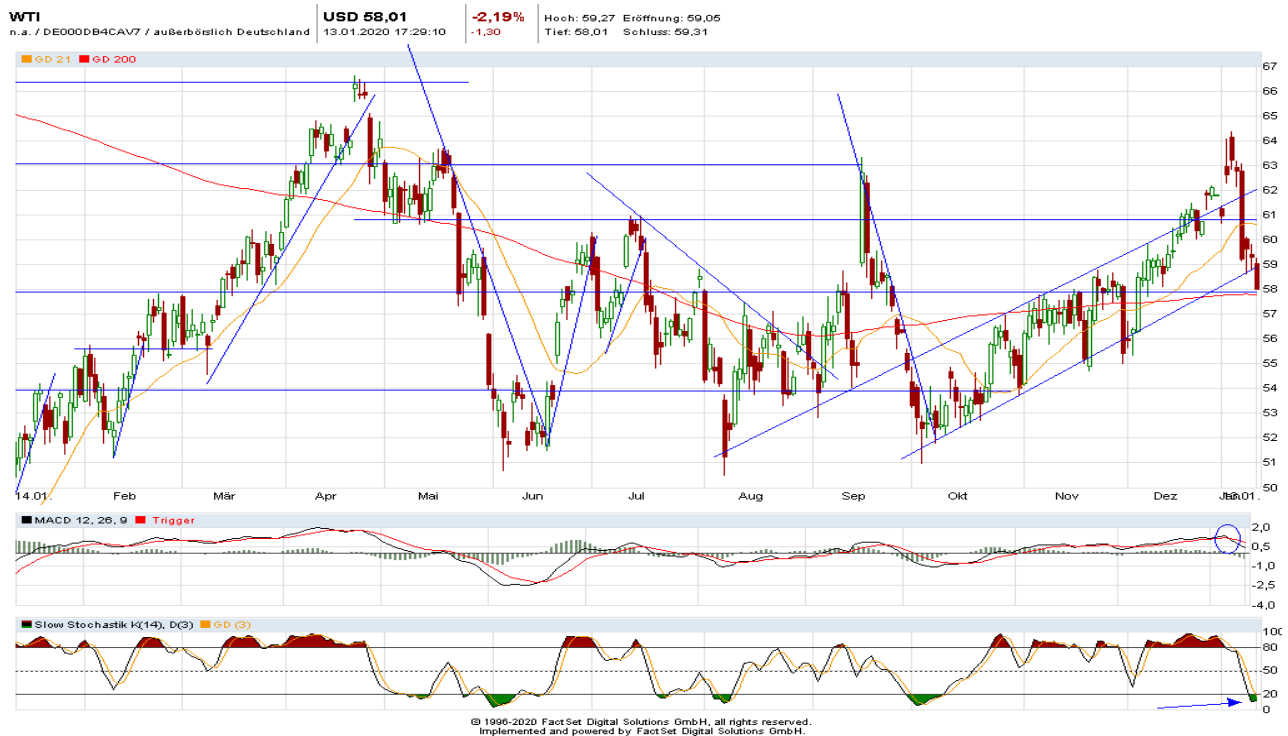 WTI
USD 58,01
-2,19%
Hoch: 59,27 Eröffnung: 59,05
n.a. / DE000DB4CAV7 / außerbörslich Deutschland
13.01.2020 17:29:10
-1,30
Tief: 58,01 Schluss: 59,31
GD 21 GD 200
67
66
65
64
63
62
61
60
59
58
57
56
55
54
53
52
51
50
14.01. Feb Mär Apr Mai Jun Jul Aug Sep Okt Nov Dez
MACD 12, 26, 9 Trigger
2,0
0,5
-1,0
-2,5
-4,0
Slow Stochastik K(14), D(3) GD (3)
100
80
50
20
0
© 1996-2020 FactSet Digital Solutions GmbH, all rights reserved.
Implemented and powered by FactSet Digital Solutions GmbH.